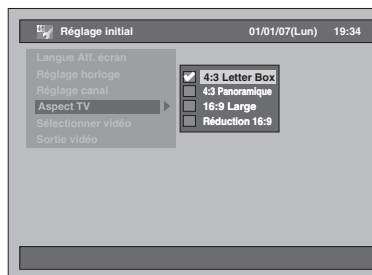 Réglage initial 01/01/07(Lun) 19:34
Langue Aff. écran
Réglage horloge
Réglage canal
Aspect TV
Sélectionner vidéo
Sortie vidéo
4:3 Letter Box
4:3 Panoramique
16:9 Large
Réduction 16:9